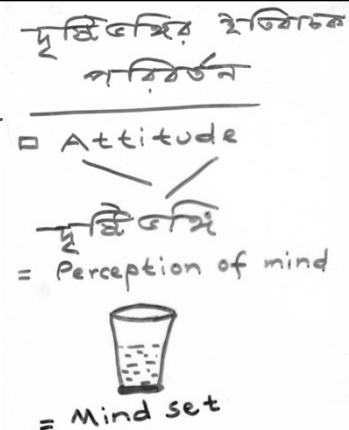 দৃষ্টিভঙ্গির ইতিবাচক
পরিবর্তন
Attitude
দৃষ্টিভঙ্গি
= Perception of mind
= Mind set